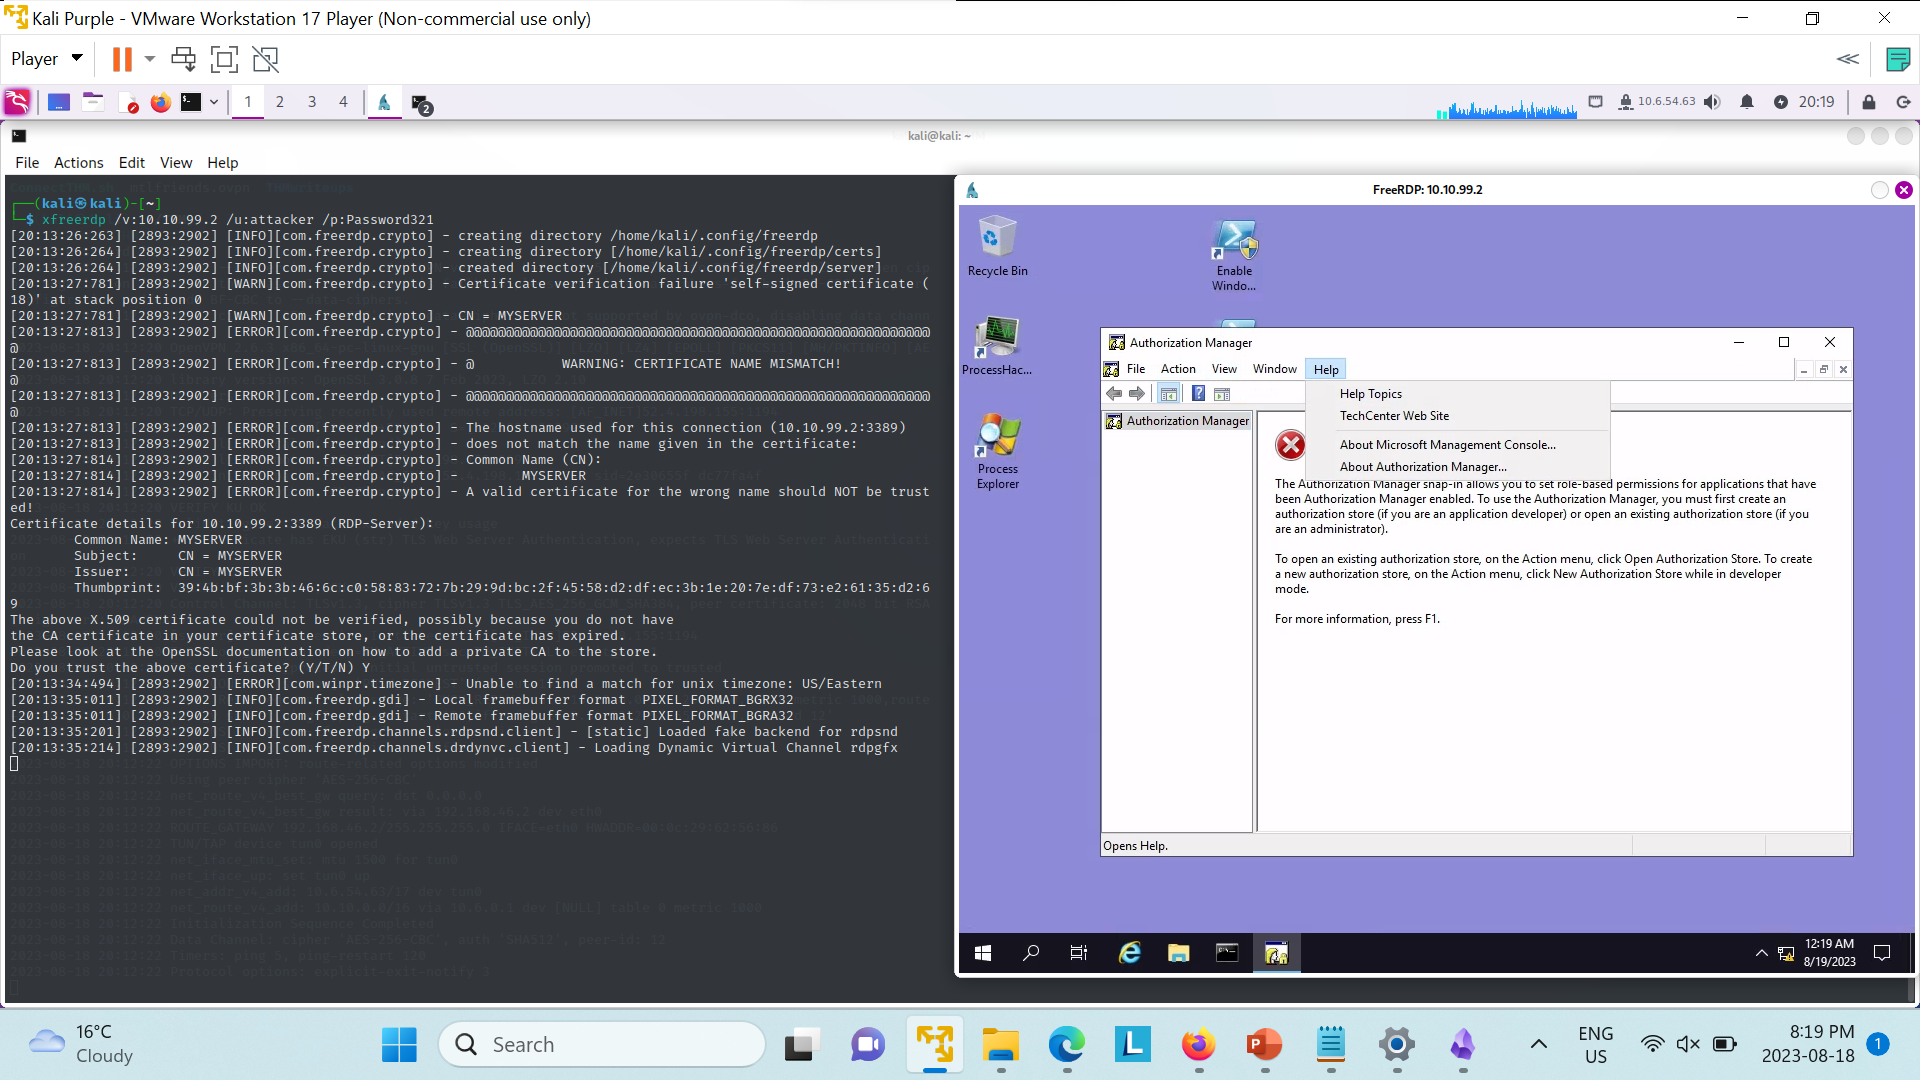 Kali Purple - VMware Workstation 17 Player (Non-commercial use only)
Player
1 2 3 4
2
10.6.54.63
20:19
kali@kali: ~
File Actions Edit View Help
(kali㉿kali)-[~]
$ xfreerdp /v:10.10.99.2 /u:attacker /p:Password321
[20:13:26:263] [2893:2902] [INFO][com.freerdp.crypto] - creating directory /home/kali/.config/freerdp
[20:13:26:264] [2893:2902] [INFO][com.freerdp.crypto] - creating directory [/home/kali/.config/freerdp/certs]
[20:13:26:264] [2893:2902] [INFO][com.freerdp.crypto] - created directory [/home/kali/.config/freerdp/server]
[20:13:27:781] [2893:2902] [WARN][com.freerdp.crypto] - Certificate verification failure 'self-signed certificate (
18)' at stack position 0
[20:13:27:781] [2893:2902] [WARN][com.freerdp.crypto] - CN = MYSERVER
[20:13:27:813] [2893:2902] [ERROR][com.freerdp.crypto] - @@@@@@@@@@@@@@@@@@@@@@@@@@@@@@@@@@@@@@@@@@@@@@@@@@@@@@@@@@
@
[20:13:27:813] [2893:2902] [ERROR][com.freerdp.crypto] - @ WARNING: CERTIFICATE NAME MISMATCH!
@
[20:13:27:813] [2893:2902] [ERROR][com.freerdp.crypto] - @@@@@@@@@@@@@@@@@@@@@@@@@@@@@@@@@@@@@@@@@@@@@@@@@@@@@@@@@@
@
[20:13:27:813] [2893:2902] [ERROR][com.freerdp.crypto] - The hostname used for this connection (10.10.99.2:3389)
[20:13:27:813] [2893:2902] [ERROR][com.freerdp.crypto] - does not match the name given in the certificate:
[20:13:27:814] [2893:2902] [ERROR][com.freerdp.crypto] - Common Name (CN):
[20:13:27:814] [2893:2902] [ERROR][com.freerdp.crypto] - MYSERVER
[20:13:27:814] [2893:2902] [ERROR][com.freerdp.crypto] - A valid certificate for the wrong name should NOT be trust
ed!
Certificate details for 10.10.99.2:3389 (RDP-Server):
Common Name: MYSERVER
Subject: CN = MYSERVER
Issuer: CN = MYSERVER
Thumbprint: 39:4b:bf:3b:3b:46:6c:c0:58:83:72:7b:29:9d:bc:2f:45:58:d2:df:ec:3b:1e:20:7e:df:73:e2:61:35:d2:6
9
The above X.509 certificate could not be verified, possibly because you do not have
the CA certificate in your certificate store, or the certificate has expired.
Please look at the OpenSSL documentation on how to add a private CA to the store.
Do you trust the above certificate? (Y/T/N) Y
[20:13:34:494] [2893:2902] [ERROR][com.winpr.timezone] - Unable to find a match for unix timezone: US/Eastern
[20:13:35:011] [2893:2902] [INFO][com.freerdp.gdi] - Local framebuffer format PIXEL_FORMAT_BGRX32
[20:13:35:011] [2893:2902] [INFO][com.freerdp.gdi] - Remote framebuffer format PIXEL_FORMAT_BGRA32
[20:13:35:201] [2893:2902] [INFO][com.freerdp.channels.rdpsnd.client] - [static] Loaded fake backend for rdpsnd
[20:13:35:214] [2893:2902] [INFO][com.freerdp.channels.drdynvc.client] - Loading Dynamic Virtual Channel rdpgfx
FreeRDP: 10.10.99.2
Recycle Bin
Enable
Windo...
ProcessHac...
Process
Explorer
Authorization Manager
File Action View Window Help
Help Topics
TechCenter Web Site
About Microsoft Management Console...
About Authorization Manager...
Authorization Manager
The Authorization Manager snap-in allows you to set role-based permissions for applications that have
been Authorization Manager enabled. To use the Authorization Manager, you must first create an
authorization store (if you are an application developer) or open an existing authorization store (if you
are an administrator).
To open an existing authorization store, on the Action menu, click Open Authorization Store. To create
a new authorization store, on the Action menu, click New Authorization Store while in developer
mode.
For more information, press F1.
Opens Help.
12:19 AM
8/19/2023
16°C
Cloudy
Search
ENG
US
8:19 PM
2023-08-18
1